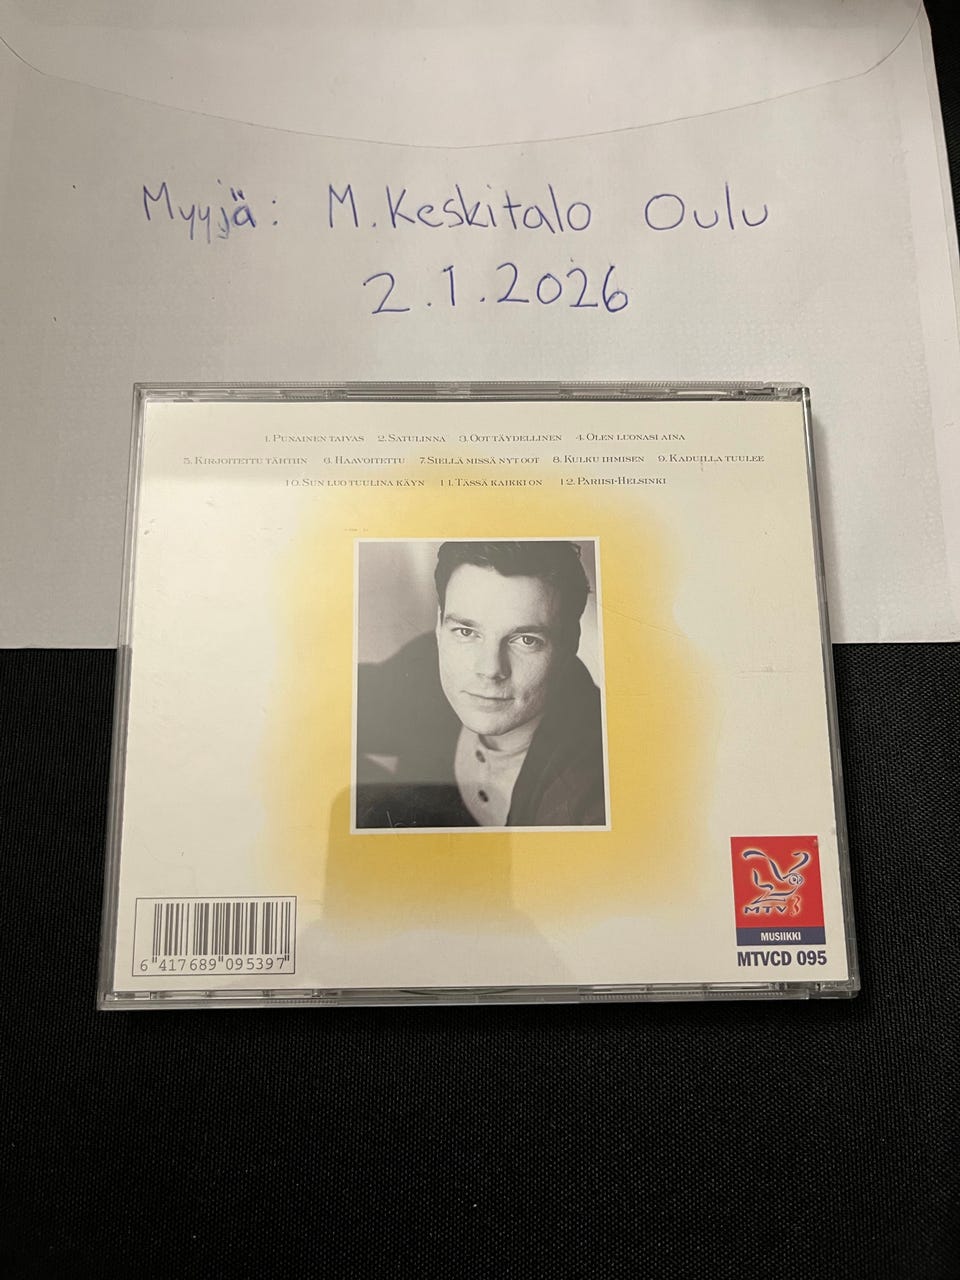 Myyjä: M. Keskitalo Oulu
2.1.2026
1. Punainen taivas 2. Satulinna 3. Oot täydellinen 4. Olen luonasi aina
5. Kirjoitettu tähtiin 6. Haavoitettu 7. Siellä missä nyt oot 8. Kulku ihmisen 9. Kaduilla tuulee
10. Sun luo tuulina käyn 11. Tässä kaikki on 12. Pariisi-Helsinki
MTV3
MUSIIKKI
MTVCD 095
6 417689 095397